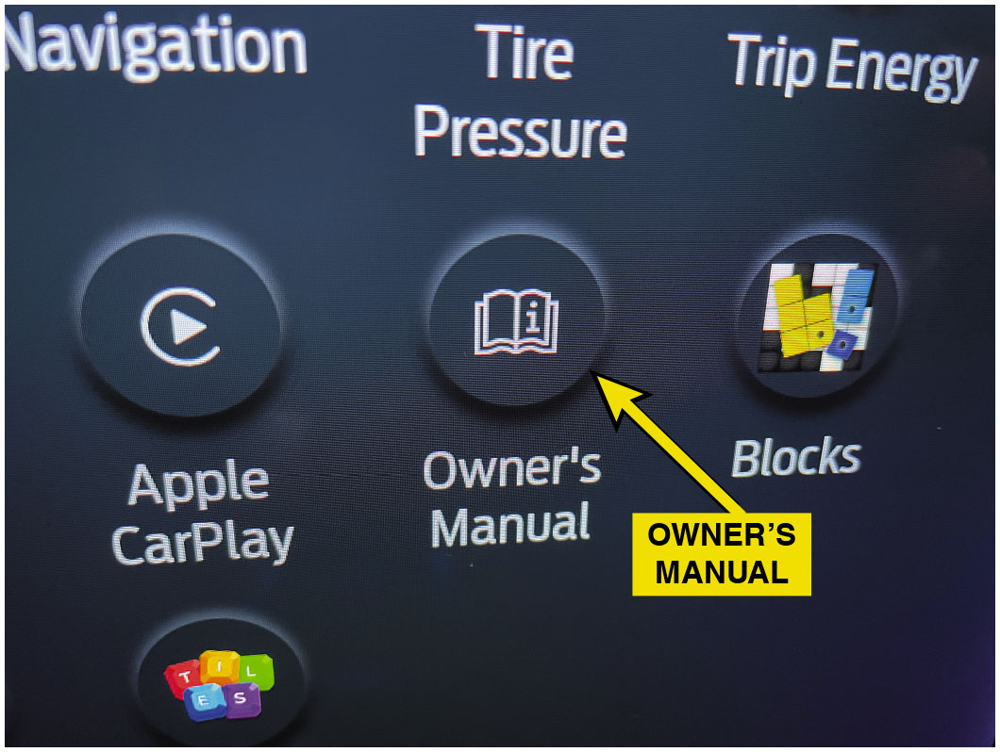 Navigation
Tire
Pressure
Trip Energy
i
Apple
CarPlay
Owner's
Manual
Blocks
OWNER’S
MANUAL
T I L
E S